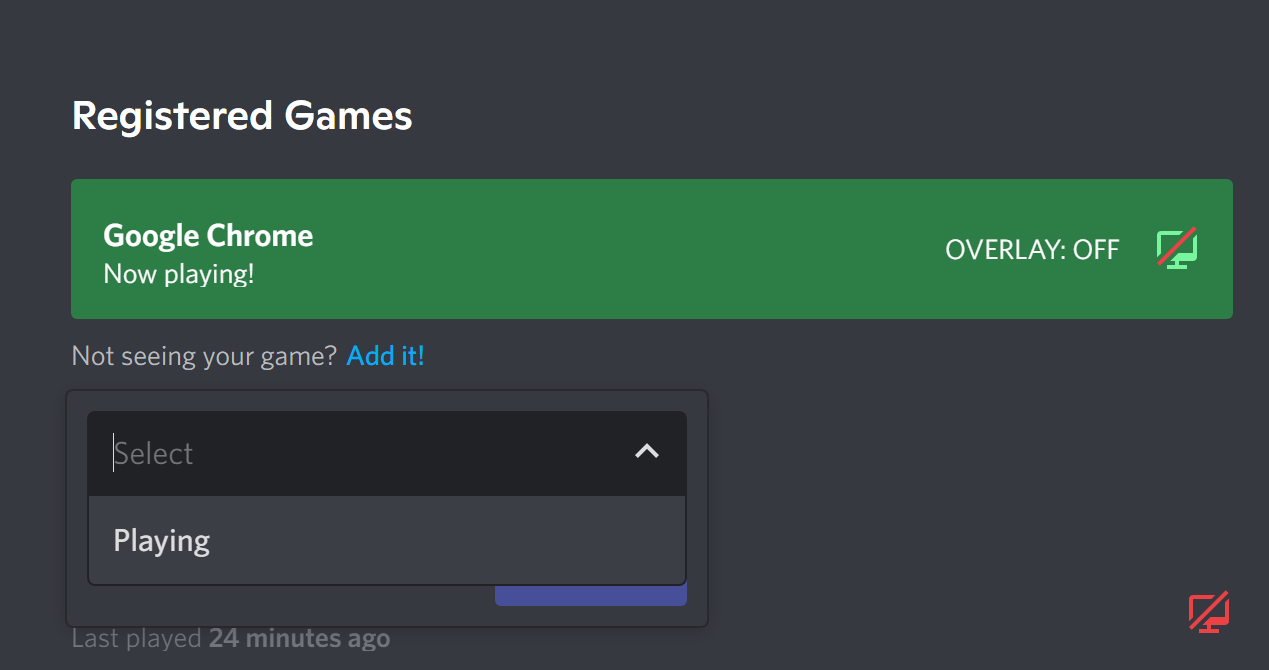 Registered Games
Google Chrome
Now playing!
OVERLAY: OFF
Not seeing your game? Add it!
Select
Playing
Last played 24 minutes ago